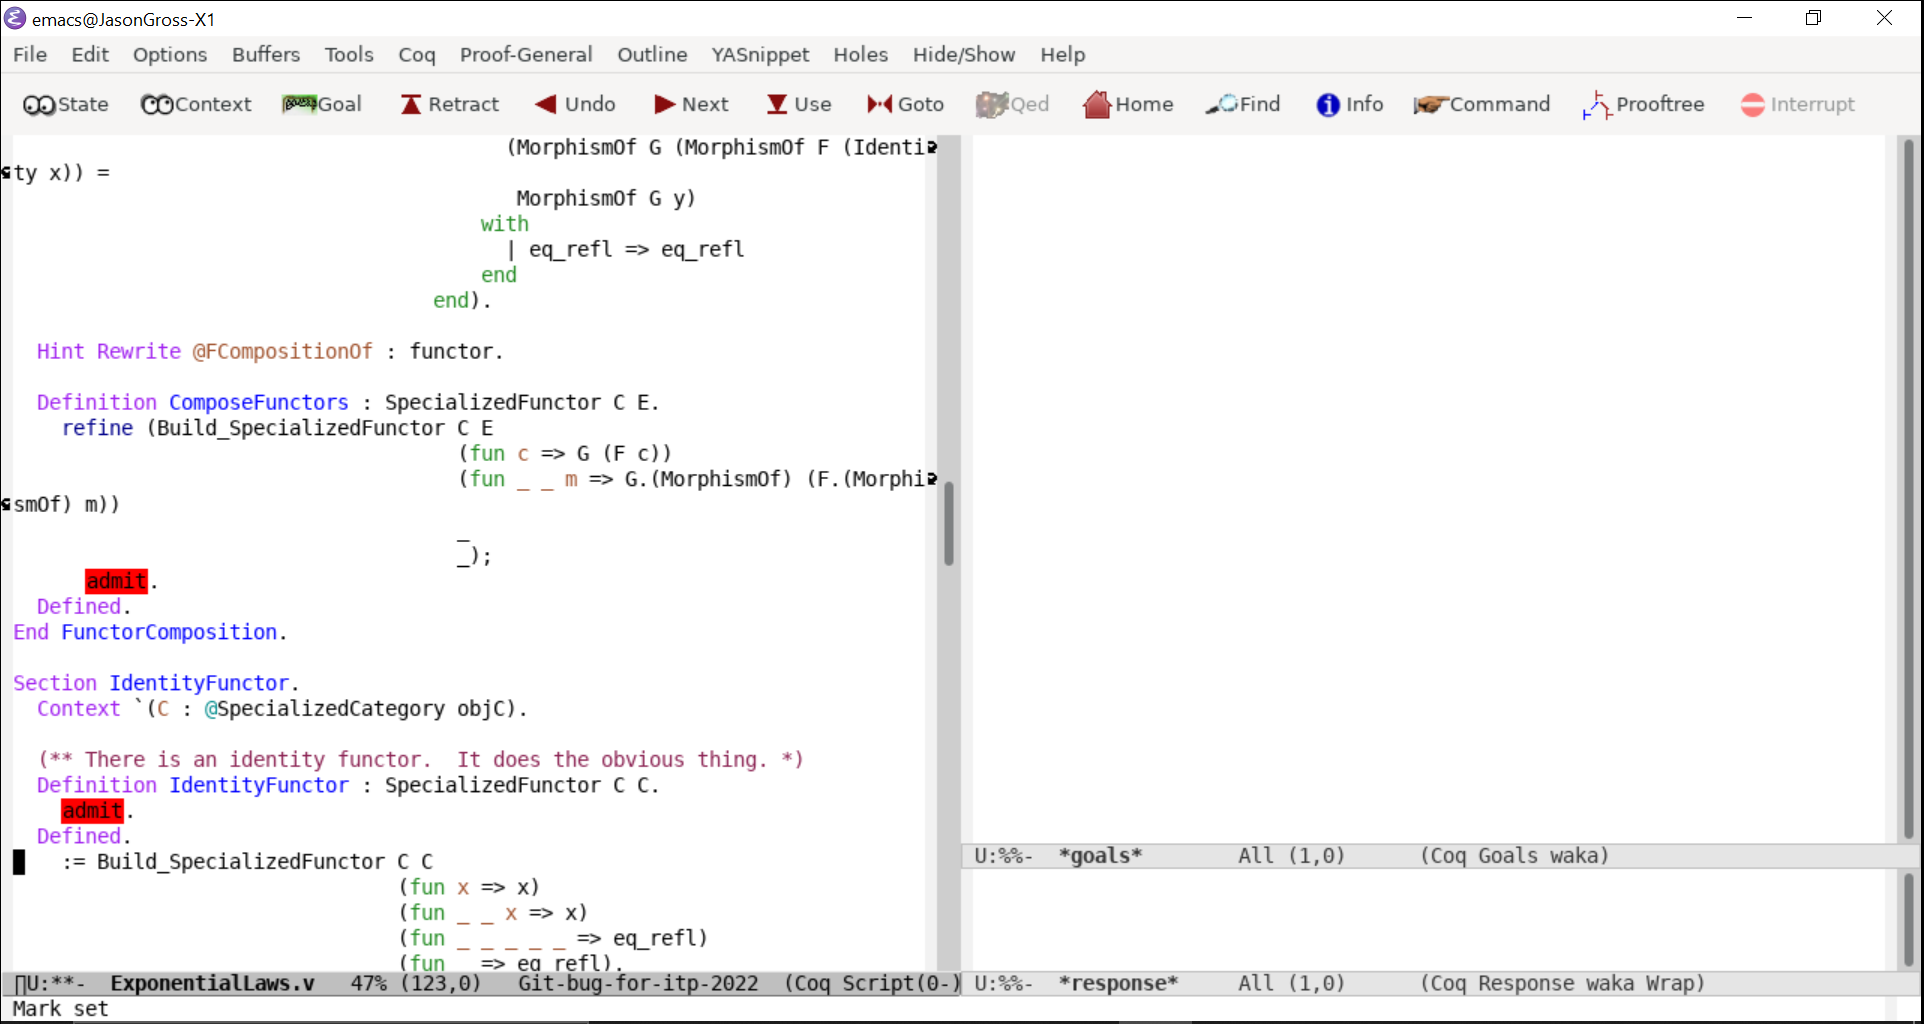 emacs@JasonGross-X1
File Edit Options Buffers Tools Coq Proof-General Outline YASnippet Holes Hide/Show Help
State Context Goal Retract Undo Next Use Goto Qed Home Find Info Command Prooftree Interrupt
(MorphismOf G (MorphismOf F (Identi
ty x)) =
MorphismOf G y)
with
| eq_refl => eq_refl
end
end).
Hint Rewrite @FCompositionOf : functor.
Definition ComposeFunctors : SpecializedFunctor C E.
refine (Build_SpecializedFunctor C E
(fun c => G (F c))
(fun _ _ m => G.(MorphismOf) (F.(Morphi
smOf) m))
_
_);
admit.
Defined.
End FunctorComposition.
Section IdentityFunctor.
Context `(C : @SpecializedCategory objC).
(** There is an identity functor.  It does the obvious thing. *)
Definition IdentityFunctor : SpecializedFunctor C C.
admit.
Defined.
:= Build_SpecializedFunctor C C
(fun x => x)
(fun _ _ x => x)
(fun _ _ _ _ _ => eq_refl)
(fun _ => eq_refl).
U:**-  ExponentialLaws.v   47% (123,0)   Git-bug-for-itp-2022  (Coq Script(0-)
Mark set
U:%%-  *goals*        All (1,0)      (Coq Goals waka)
U:%%-  *response*     All (1,0)      (Coq Response waka Wrap)